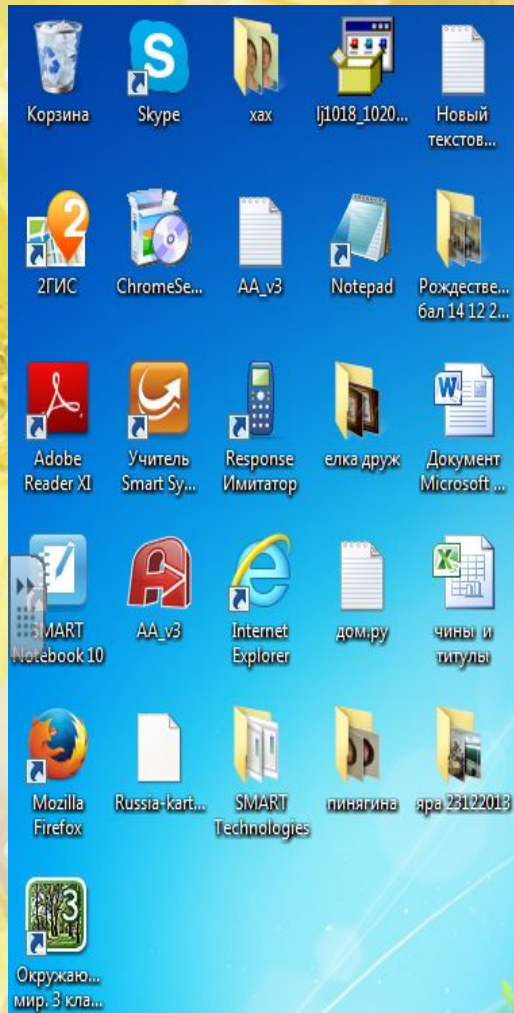 Корзина
Skype
хах
lj1018_1020...
Новый
текстов...
2ГИС
ChromeSe...
AA_v3
Notepad
Рождестве...
бал 14 12 2...
Adobe
Reader XI
Учитель
Smart Sy...
Response
Имитатор
елка друж
Документ
Microsoft ...
SMART
Notebook 10
AA_v3
Internet
Explorer
дом.ру
чины и
титулы
Mozilla
Firefox
Russia-kart...
SMART
Technologies
пинягина
яра 23122013
3
Окружаю...
мир. 3 кла...